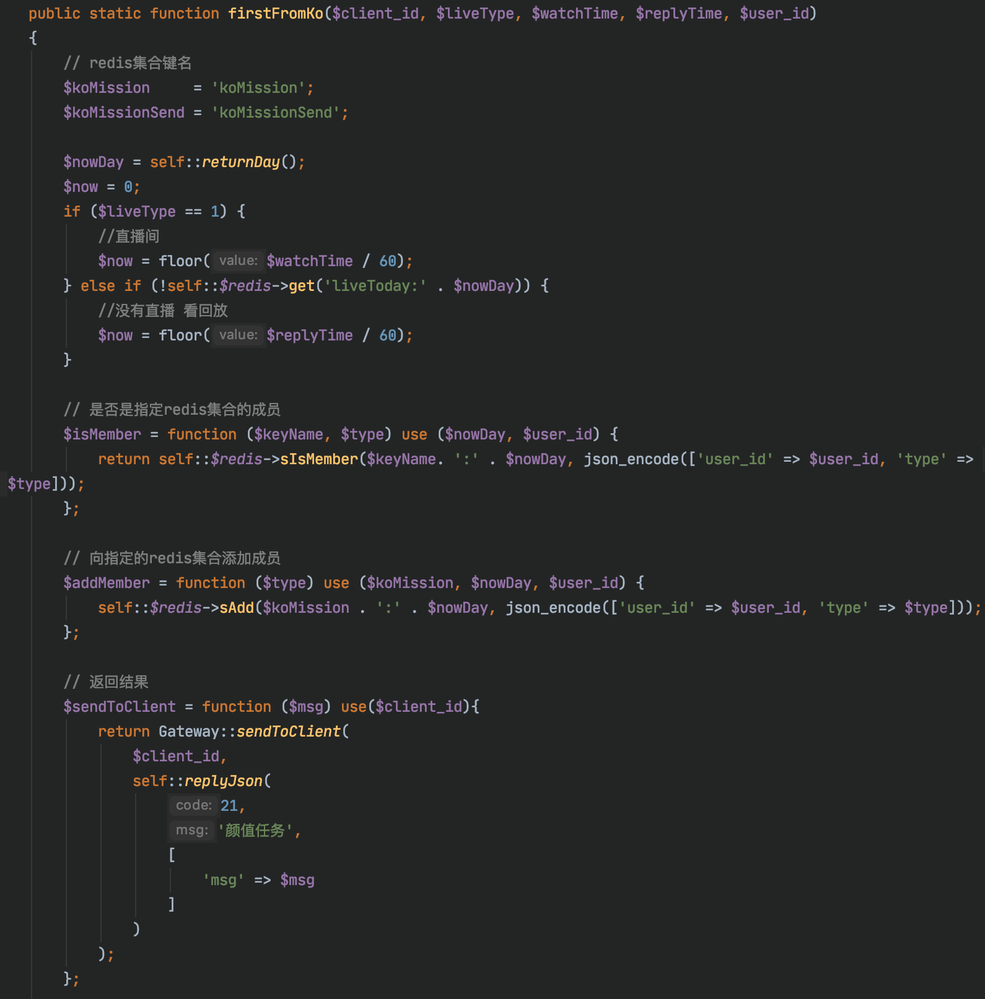 public static function firstFromKo($client_id, $liveType, $watchTime, $replyTime, $user_id)
{
// redis集合键名
$koMission     = 'koMission';
$koMissionSend = 'koMissionSend';
$nowDay = self::returnDay();
$now = 0;
if ($liveType == 1) {
//直播间
$now = floor( value: $watchTime / 60);
} else if (!self::$redis->get('liveToday:' . $nowDay)) {
//没有直播 看回放
$now = floor( value: $replyTime / 60);
}
// 是否是指定redis集合的成员
$isMember = function ($keyName, $type) use ($nowDay, $user_id) {
return self::$redis->sIsMember($keyName. ':' . $nowDay, json_encode(['user_id' => $user_id, 'type' =>
$type]));
};
// 向指定的redis集合添加成员
$addMember = function ($type) use ($koMission, $nowDay, $user_id) {
self::$redis->sAdd($koMission . ':' . $nowDay, json_encode(['user_id' => $user_id, 'type' => $type]));
};
// 返回结果
$sendToClient = function ($msg) use($client_id){
return Gateway::sendToClient(
$client_id,
self::replyJson(
code: 21,
msg: '颜值任务',
[
'msg' => $msg
]
)
);
};